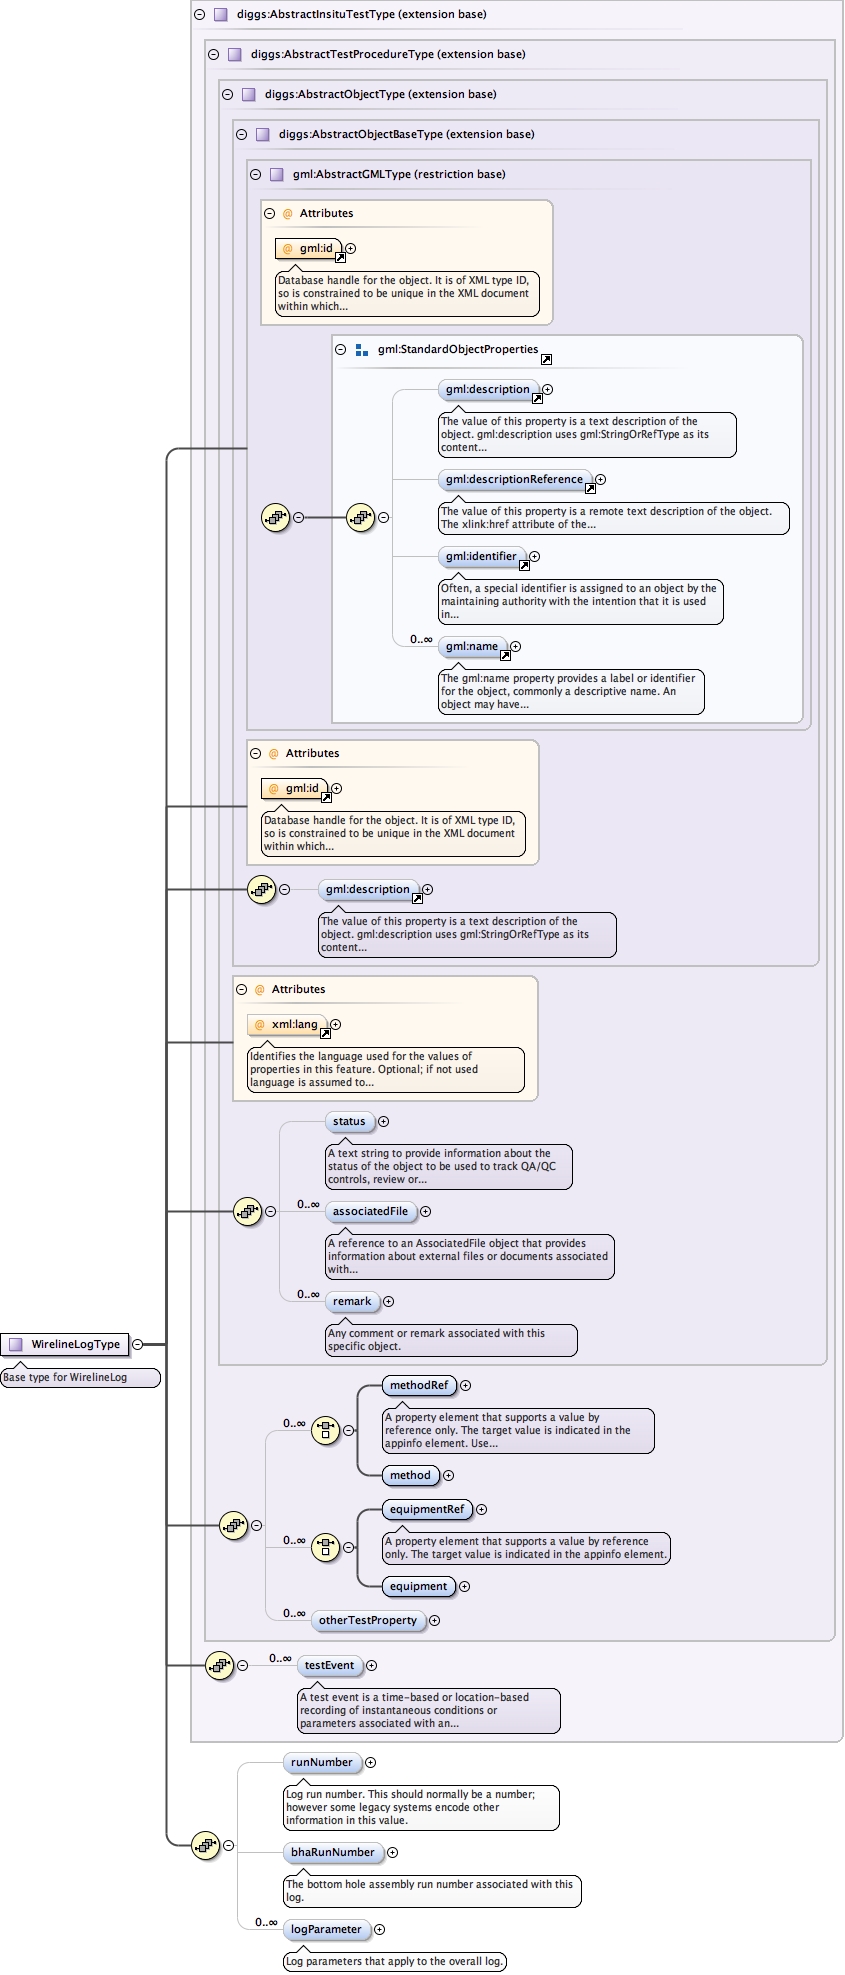 diggs:AbstractInsituTestType (extension base)
diggs:AbstractTestProcedureType (extension base)
diggs:AbstractObjectType (extension base)
diggs:AbstractObjectBaseType (extension base)
gml:AbstractGMLType (restriction base)
@ Attributes
@ gml:id
Database handle for the object. It is of XML type ID,
so is constrained to be unique in the XML document
within which...
gml:StandardObjectProperties
gml:description
The value of this property is a text description of the
object. gml:description uses gml:StringOrRefType as its
content...
gml:descriptionReference
The value of this property is a remote text description of the object.
The xlink:href attribute of the...
gml:identifier
Often, a special identifier is assigned to an object by the
maintaining authority with the intention that it is used
in...
0..∞
gml:name
The gml:name property provides a label or identifier
for the object, commonly a descriptive name. An
object may have...
@ Attributes
@ gml:id
Database handle for the object. It is of XML type ID,
so is constrained to be unique in the XML document
within which...
gml:description
The value of this property is a text description of the
object. gml:description uses gml:StringOrRefType as its
content...
@ Attributes
@ xml:lang
Identifies the language used for the values of
properties in this feature. Optional; if not used
language is assumed to...
status
A text string to provide information about the
status of the object to be used to track QA/QC
controls, review or...
0..∞
associatedFile
A reference to an AssociatedFile object that provides
information about external files or documents associated
with...
0..∞
remark
Any comment or remark associated with this
specific object.
WirelineLogType
Base type for WirelineLog
0..∞
methodRef
A property element that supports a value by
reference only. The target value is indicated in the
appinfo element. Use...
method
0..∞
equipmentRef
A property element that supports a value by reference
only. The target value is indicated in the appinfo element.
equipment
0..∞
otherTestProperty
0..∞
testEvent
A test event is a time-based or location-based
recording of instantaneous conditions or
parameters associated with an...
runNumber
Log run number. This should normally be a number;
however some legacy systems encode other
information in this value.
bhaRunNumber
The bottom hole assembly run number associated with this
log.
0..∞
logParameter
Log parameters that apply to the overall log.